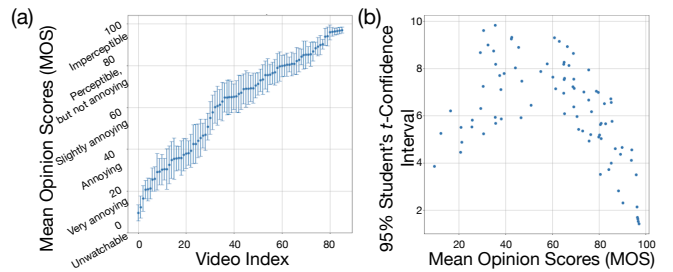 (a)
Mean Opinion Scores (MOS)
100
Imperceptible
80
Perceptible,
but not annoying
60
Slightly annoying
40
Annoying
20
Very annoying
0
Unwatchable
0 20 40 60 80
Video Index
(b)
95% Student's t-Confidence
Interval
10
8
6
4
2
20 40 60 80 100
Mean Opinion Scores (MOS)